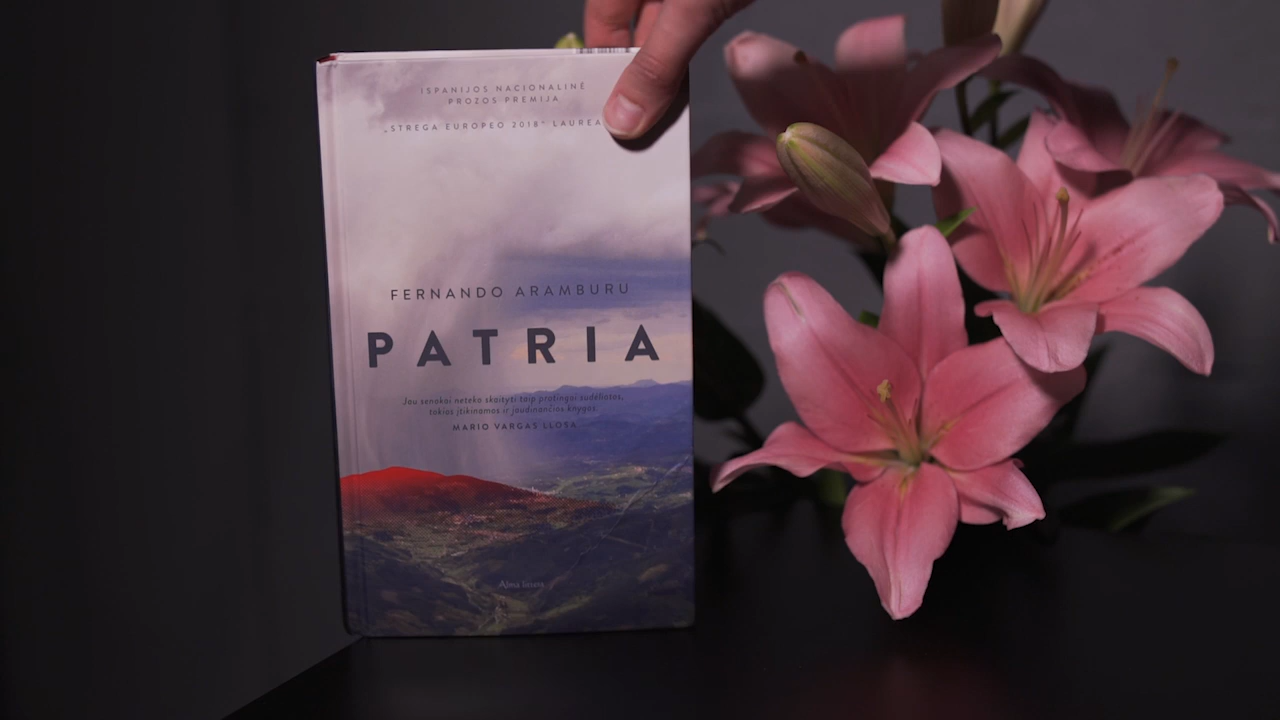 ISPANIJOS NACIONALINĖ
PROZOS PREMIJA
„STREGA EUROPEO 2018“
FERNANDO ARAMBURU
PATRIA
Jau senokai neteko skaityti taip protingai sudėliotos,
tokios įtikinamos ir jaudinančios knygos.
MARIO VARGAS LLOSA
Alma littera